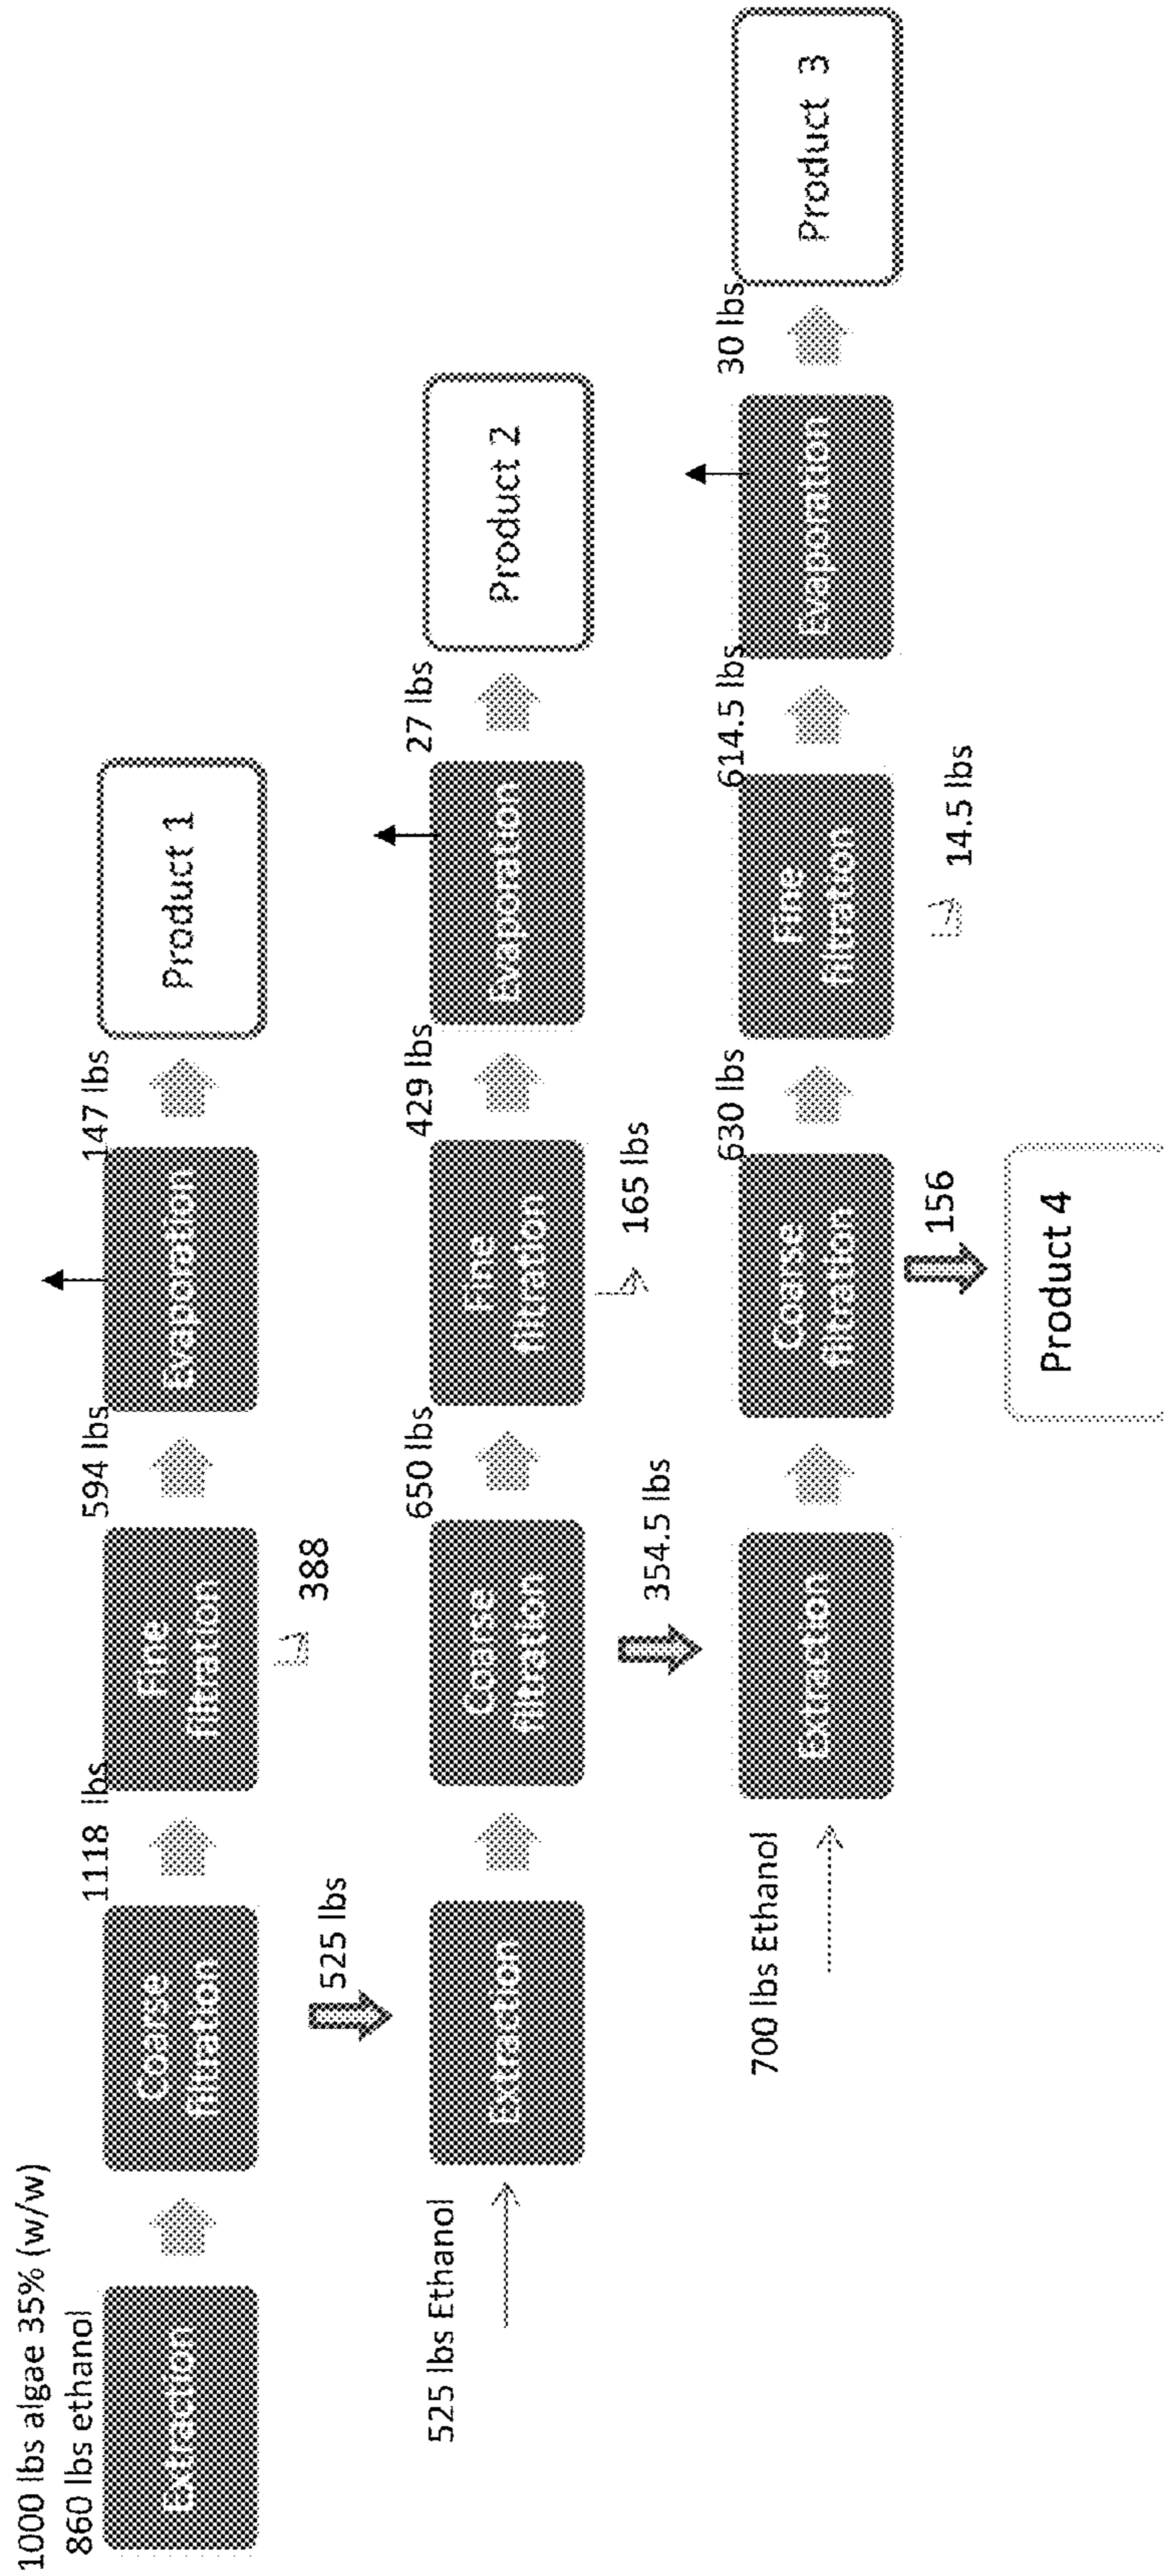 1000 lbs algae 35% (w/w)
860 lbs ethanol
Extraction
Coarse
filtration
1118 lbs
Fine
filtration
594 lbs
Evaporation
147 lbs
Product 1
525 lbs
388
525 lbs Ethanol
Extraction
Coarse
filtration
650 lbs
Fine
filtration
429 lbs
Evaporation
27 lbs
Product 2
354.5 lbs
165 lbs
700 lbs Ethanol
Extraction
Coarse
filtration
630 lbs
Fine
filtration
614.5 lbs
Evaporation
30 lbs
Product 3
156
14.5 lbs
Product 4